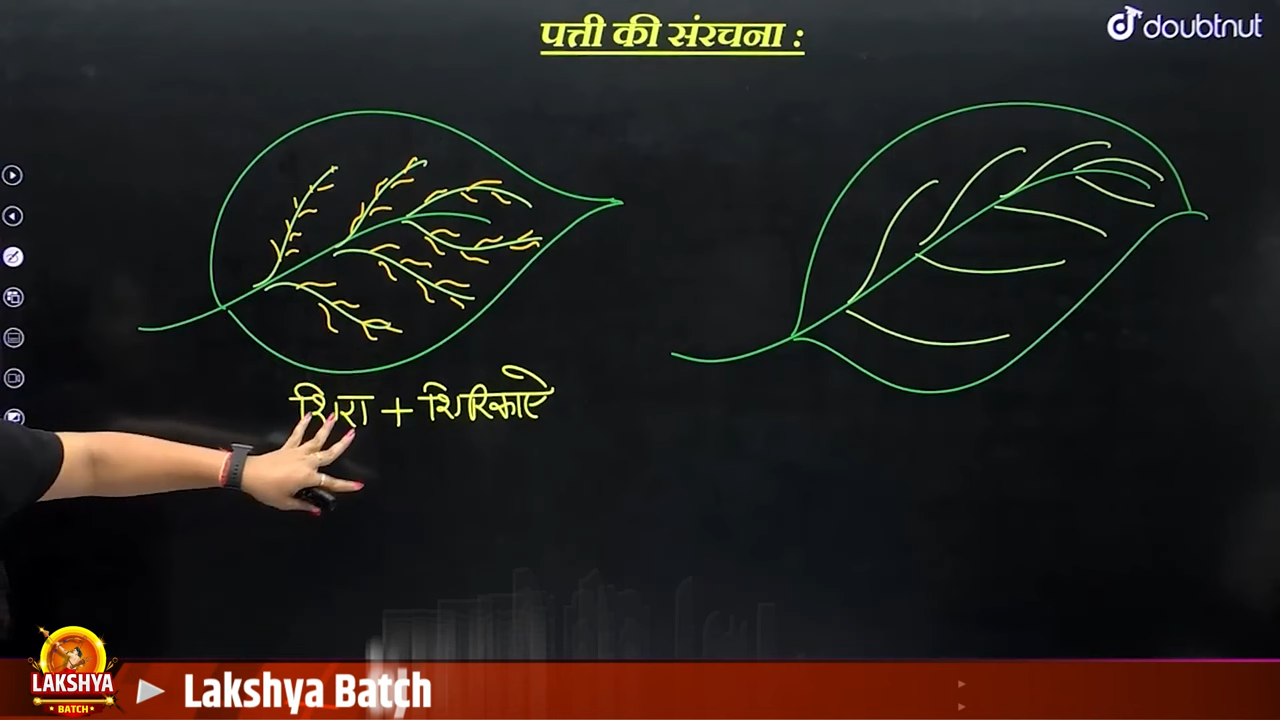 पत्ती की संरचना :
doubtnut
शिरा + शिरिकाऐ
LAKSHYA
BATCH
Lakshya Batch